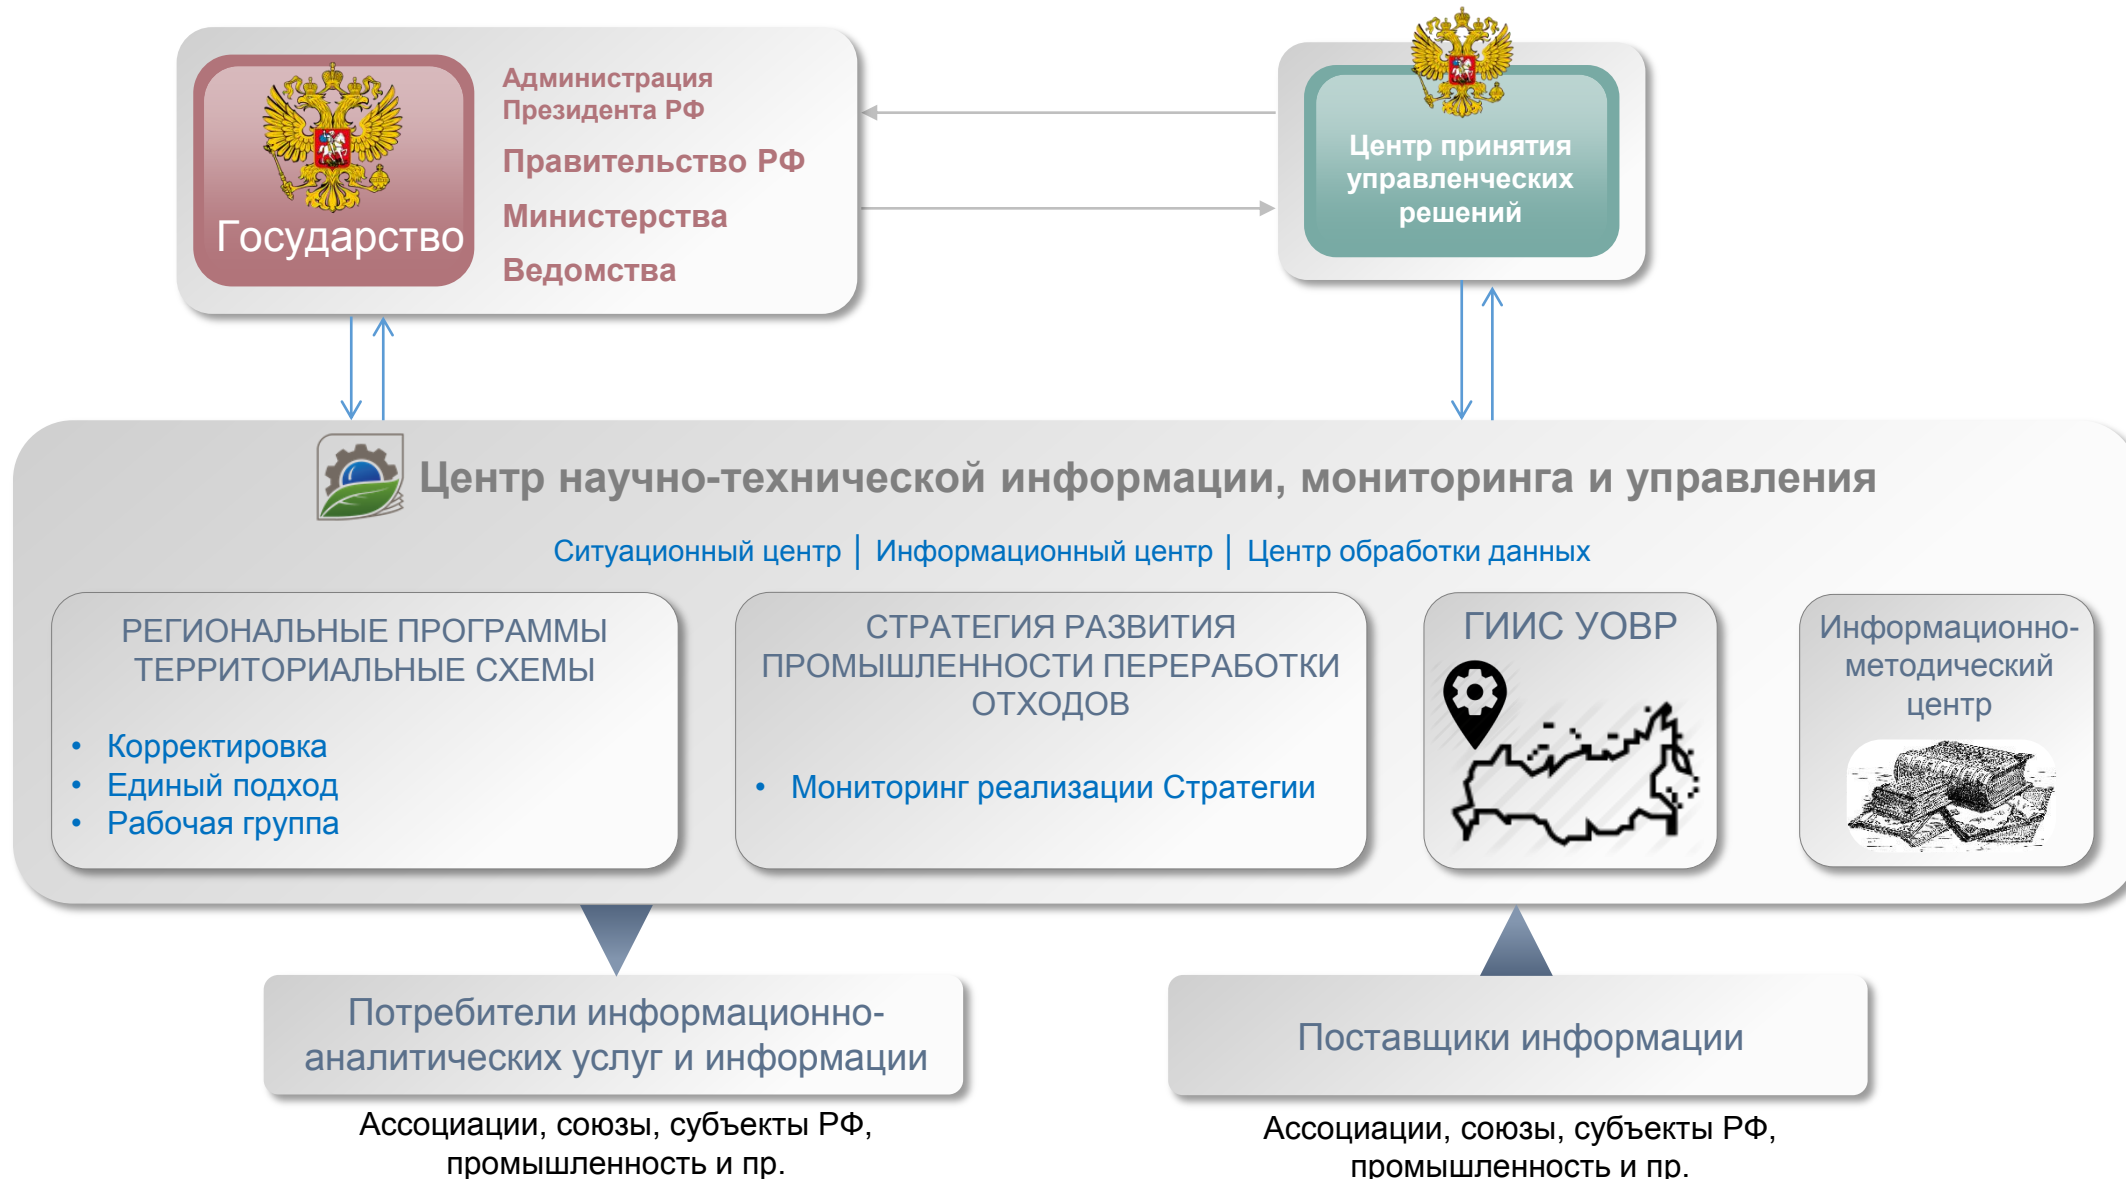 Государство
Администрация
Президента РФ
Правительство РФ
Министерства
Ведомства
Центр принятия
управленческих
решений
Центр научно-технической информации, мониторинга и управления
Ситуационный центр | Информационный центр | Центр обработки данных
РЕГИОНАЛЬНЫЕ ПРОГРАММЫ
ТЕРРИТОРИАЛЬНЫЕ СХЕМЫ
• Корректировка
• Единый подход
• Рабочая группа
СТРАТЕГИЯ РАЗВИТИЯ
ПРОМЫШЛЕННОСТИ ПЕРЕРАБОТКИ
ОТХОДОВ
• Мониторинг реализации Стратегии
ГИИС УОВР
Информационно-
методический
центр
Потребители информационно-
аналитических услуг и информации
Ассоциации, союзы, субъекты РФ,
промышленность и пр.
Поставщики информации
Ассоциации, союзы, субъекты РФ,
промышленность и пр.